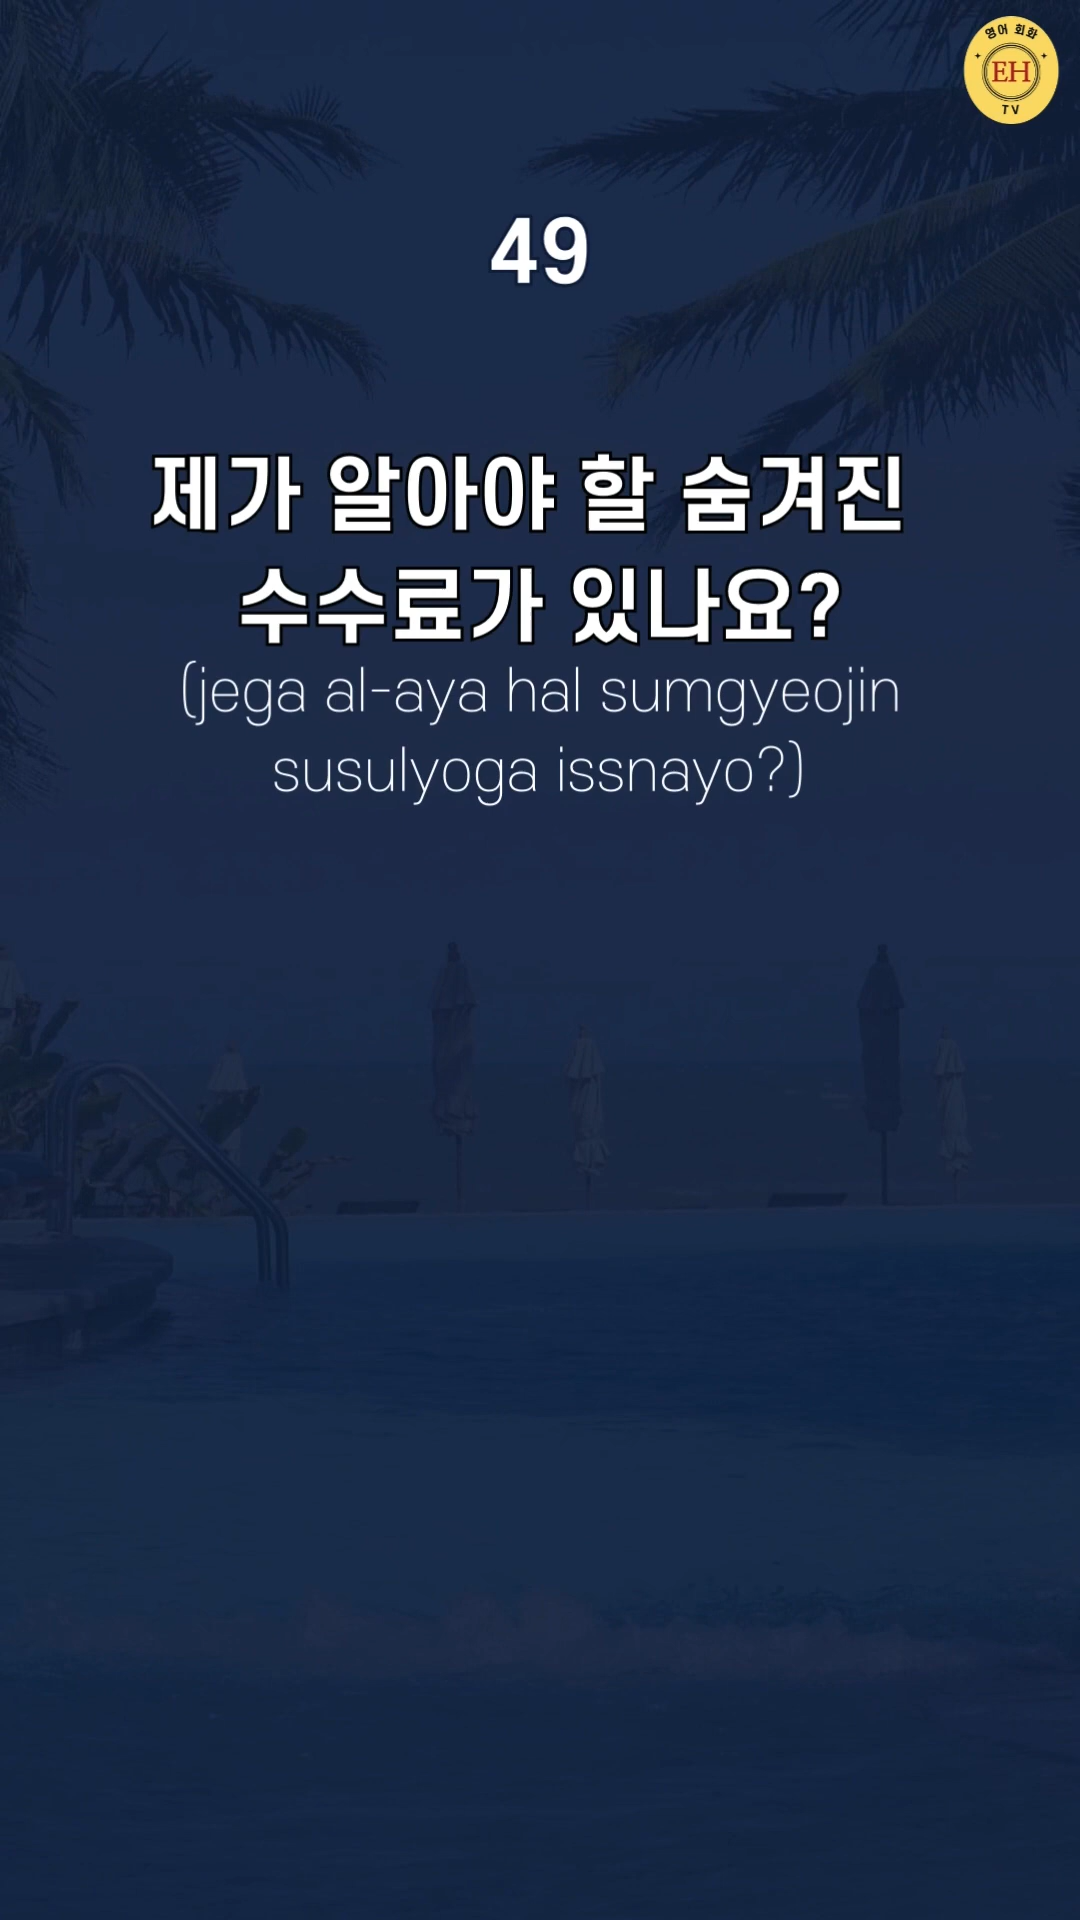 영어 회화
EH
TV
49
제가 알아야 할 숨겨진
수수료가 있나요?
(jega al-aya hal sumgyeojin
susulyoga issnayo?)